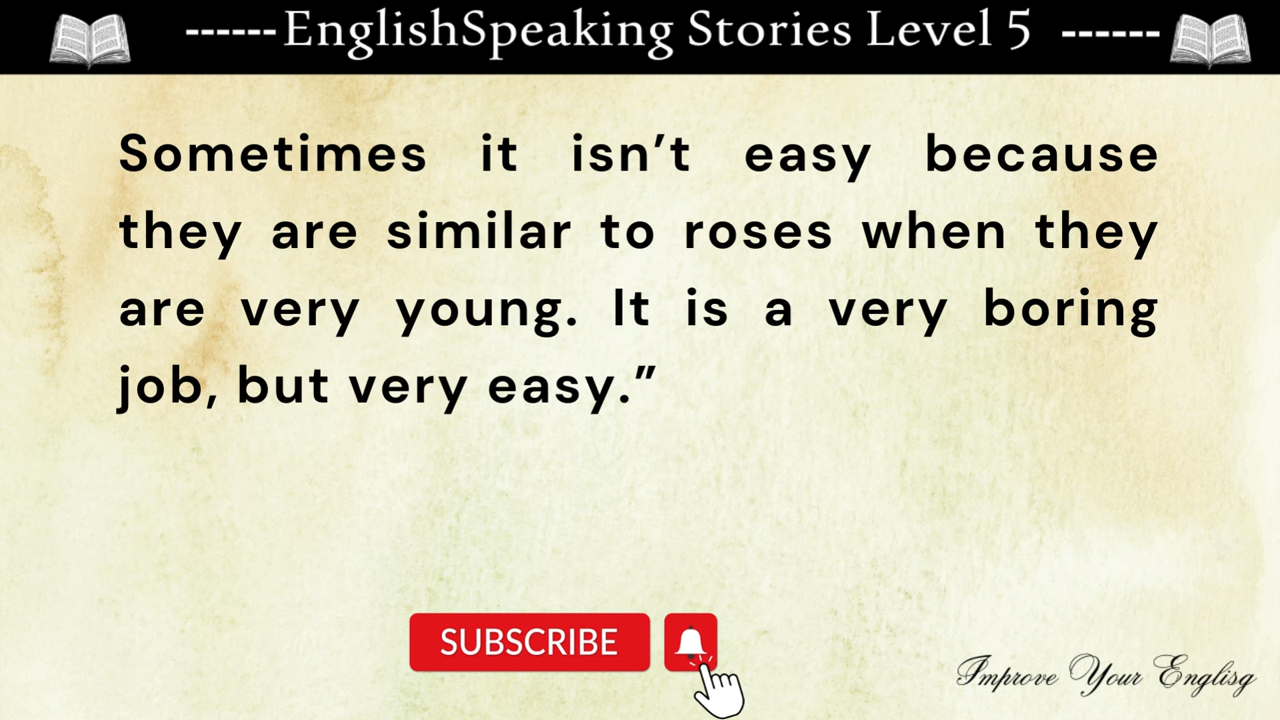 ------EnglishSpeaking Stories Level 5 ------
Sometimes it isn’t easy because
they are similar to roses when they
are very young. It is a very boring
job, but very easy.”
SUBSCRIBE
Improve Your Englisg